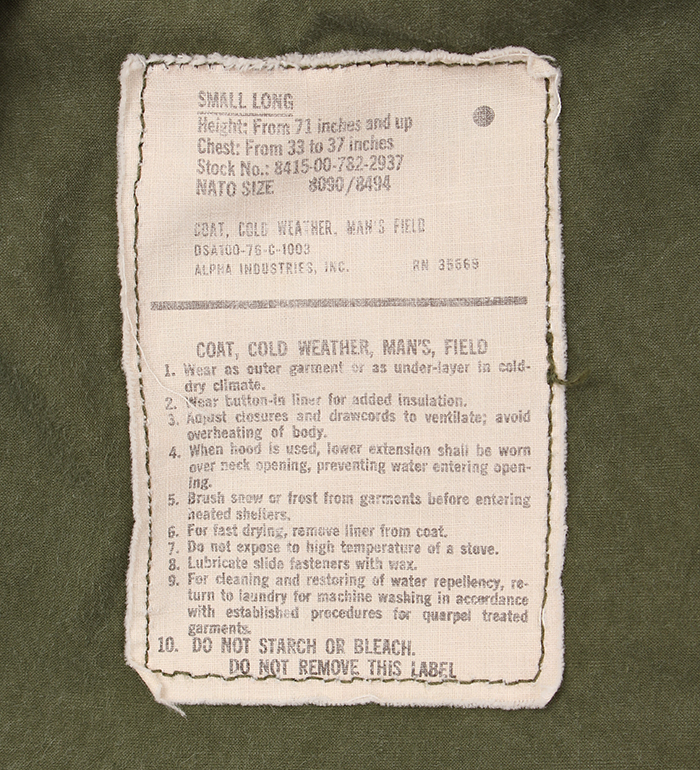 SMALL LONG
Height: From 71 inches and up
Chest: From 33 to 37 inches
Stock No.: 8415-00-782-2937
NATO SIZE 8090/8494
COAT, COLD WEATHER, MAN'S FIELD
DSA100-76-C-1003
ALPHA INDUSTRIES, INC. RN 35569
COAT, COLD WEATHER, MAN'S, FIELD
1. Wear as outer garment or as under-layer in cold-
dry climate.
2. Wear button-in liner for added insulation.
3. Adjust closures and drawcords to ventilate; avoid
overheating of body.
4. When hood is used, lower extension shall be worn
over neck opening, preventing water entering open-
ing.
5. Brush snow or frost from garments before entering
heated shelters.
6. For fast drying, remove liner from coat.
7. Do not expose to high temperature of a stove.
8. Lubricate slide fasteners with wax.
9. For cleaning and restoring of water repellency, re-
turn to laundry for machine washing in accordance
with established procedures for quarpel treated
garments.
10. DO NOT STARCH OR BLEACH.
DO NOT REMOVE THIS LABEL